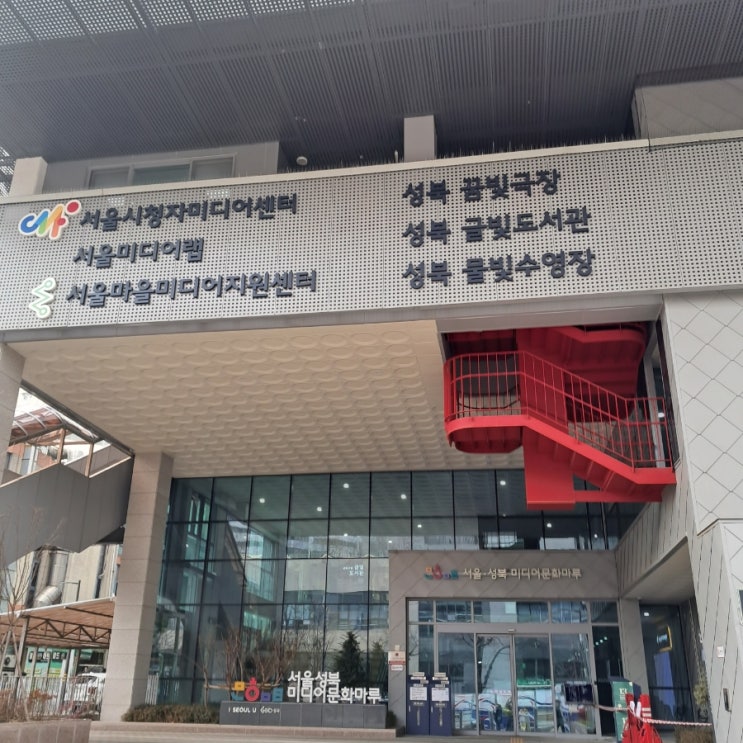 서울시청자미디어센터
서울미디어랩
서울마을미디어지원센터
성북 꿈빛극장
성북 글빛도서관
성북 물빛수영장
서울·성북 미디어문화마루
서울성북
미디어문화마루
I SEOUL U